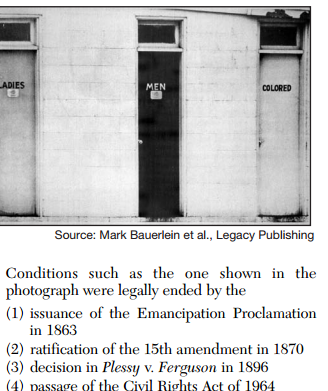 LADIES
MEN
COLORED
Source: Mark Bauerlein et al., Legacy Publishing
Conditions such as the one shown in the
photograph were legally ended by the
(1) issuance of the Emancipation Proclamation
in 1863
(2) ratification of the 15th amendment in 1870
(3) decision in Plessy v. Ferguson in 1896
(4) passage of the Civil Rights Act of 1964